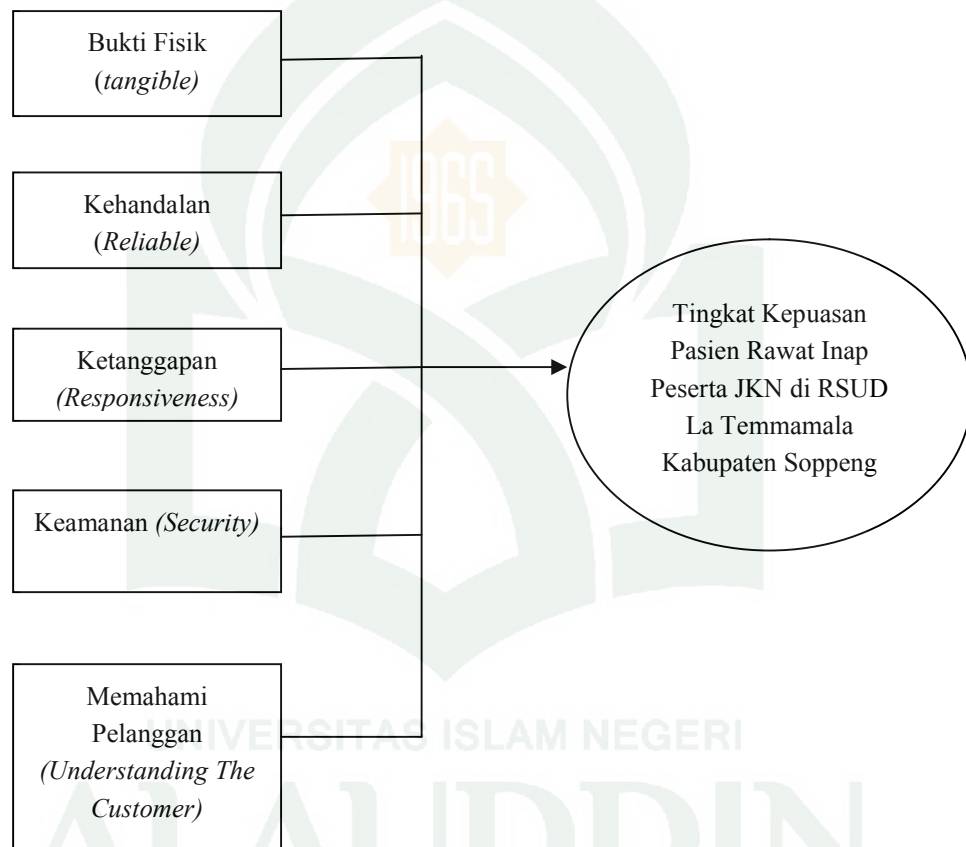 Bukti Fisik
(tangible)
Kehandalan
(Reliable)
Ketanggapan
(Responsiveness)
Keamanan (Security)
Memahami
Pelanggan
(Understanding The
Customer)
Tingkat Kepuasan
Pasien Rawat Inap
Peserta JKN di RSUD
La Temmamala
Kabupaten Soppeng
1965
UNIVERSITAS ISLAM NEGERI
ALAUDDIN